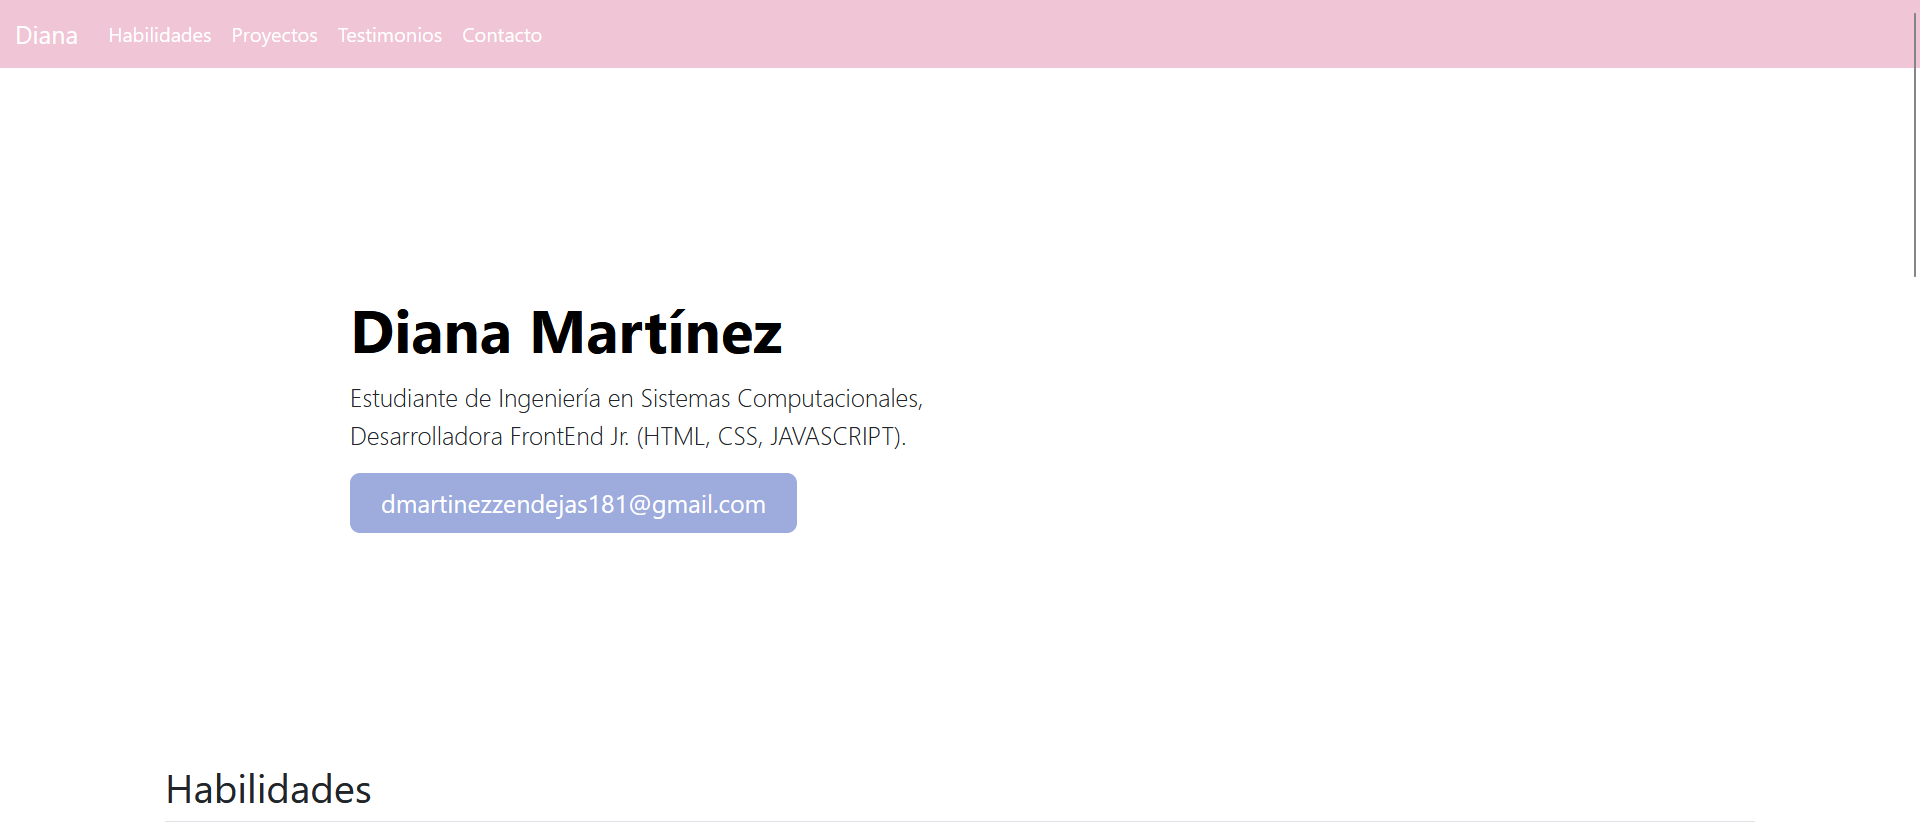 Diana Habilidades Proyectos Testimonios Contacto
Diana Martínez
Estudiante de Ingeniería en Sistemas Computacionales,
Desarrolladora FrontEnd Jr. (HTML, CSS, JAVASCRIPT).
dmartinezzendejas181@gmail.com
Habilidades